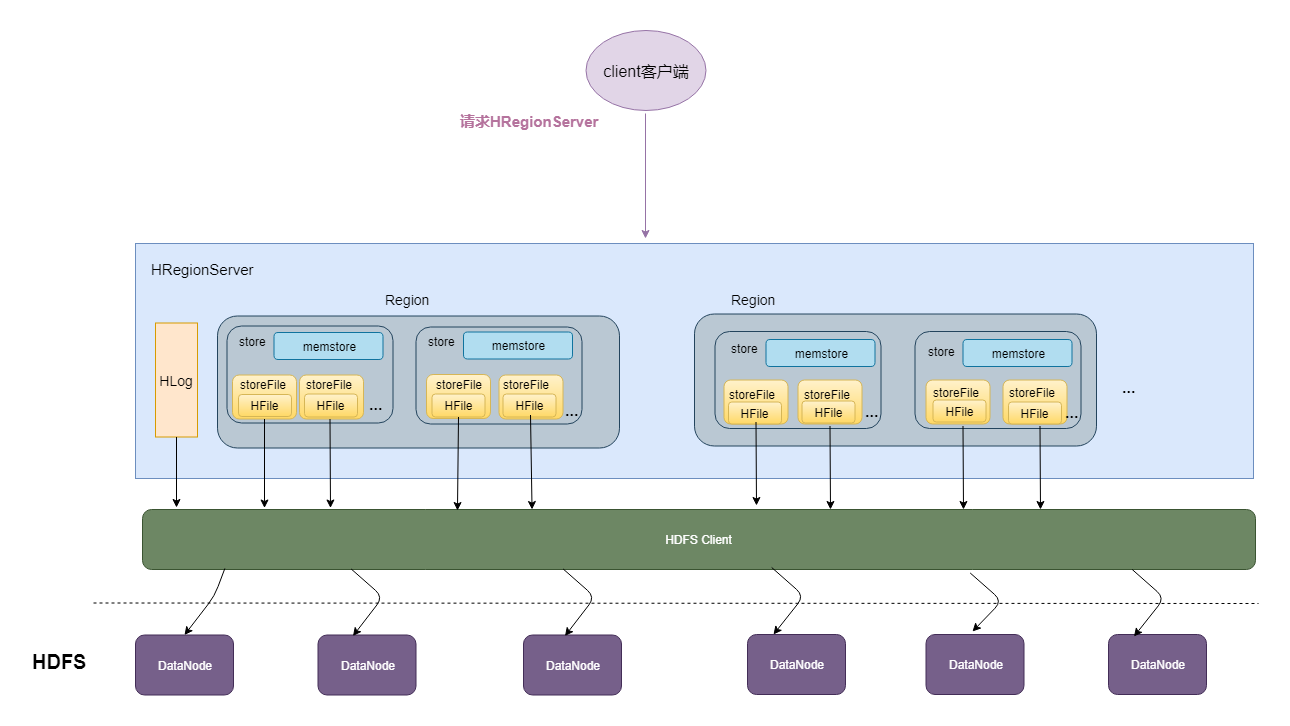 client客户端
请求HRegionServer
HRegionServer
Region
Region
HLog
store
memstore
storeFile
HFile
storeFile
HFile
...
store
memstore
storeFile
HFile
storeFile
HFile
...
store
memstore
storeFile
HFile
storeFile
HFile
...
store
memstore
storeFile
HFile
storeFile
HFile
...
...
HDFS Client
HDFS
DataNode
DataNode
DataNode
DataNode
DataNode
DataNode